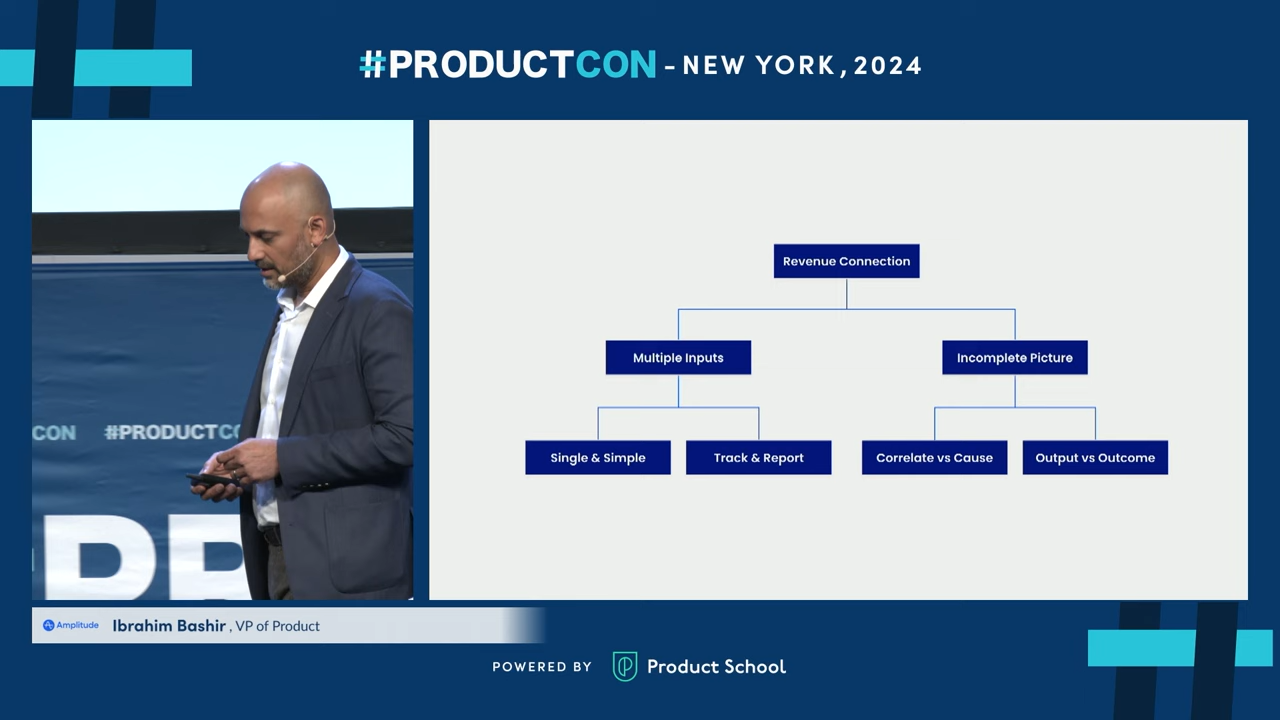 #PRODUCTCON - NEW YORK, 2024
CON #PRODUCTCO
PR
Revenue Connection
Multiple Inputs
Incomplete Picture
Single & Simple
Track & Report
Correlate vs Cause
Output vs Outcome
Amplitude Ibrahim Bashir, VP of Product
POWERED BY Product School